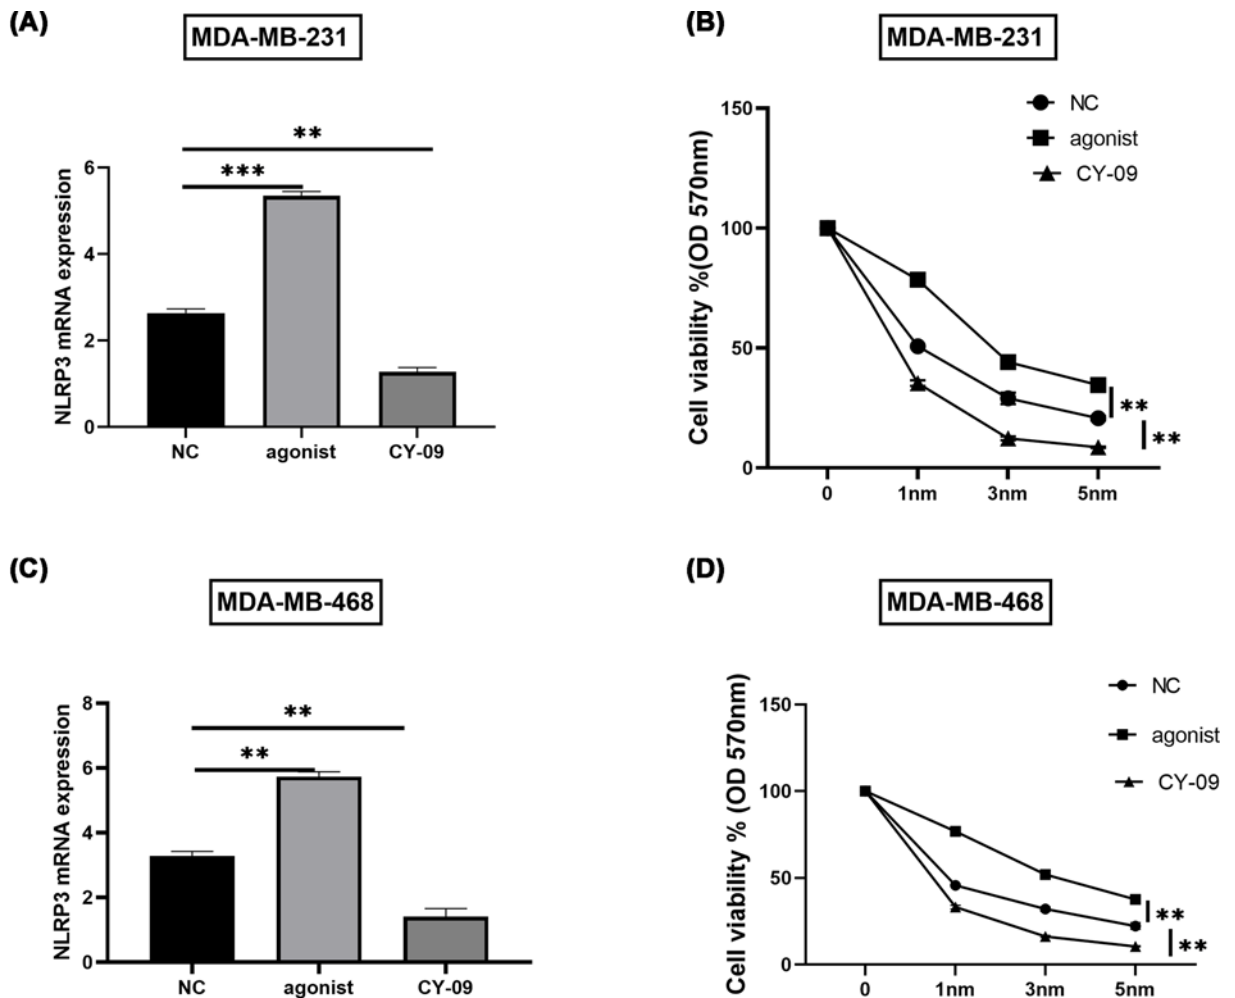 (A)
MDA-MB-231
**
***
NLRP3 mRNA expression
6
4
2
0
NC agonist CY-09
(B)
MDA-MB-231
NC
agonist
CY-09
Cell viability %(OD 570nm)
150
100
50
0
**
**
0 1nm 3nm 5nm
(C)
MDA-MB-468
**
**
NLRP3 mRNA expression
8
6
4
2
0
NC agonist CY-09
(D)
MDA-MB-468
NC
agonist
CY-09
Cell viability % (OD 570nm)
150
100
50
0
**
**
0 1nm 3nm 5nm